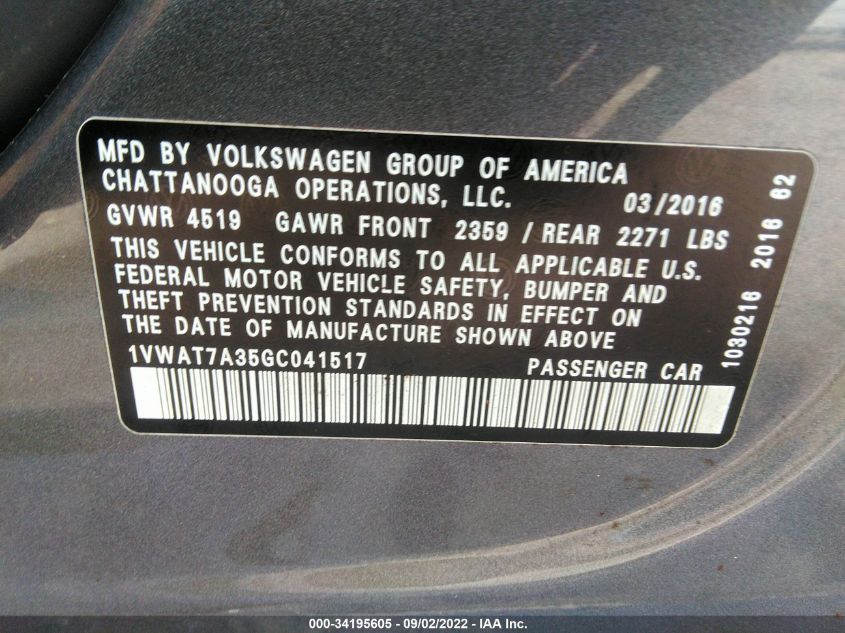 MFD BY VOLKSWAGEN GROUP OF AMERICA
CHATTANOOGA OPERATIONS, LLC. 03/2016
GVWR 4519 GAWR FRONT 2359 / REAR 2271 LBS
THIS VEHICLE CONFORMS TO ALL APPLICABLE U.S.
FEDERAL MOTOR VEHICLE SAFETY, BUMPER AND
THEFT PREVENTION STANDARDS IN EFFECT ON
THE DATE OF MANUFACTURE SHOWN ABOVE
1VWAT7A35GC041517 PASSENGER CAR
1030216 2016 62
000-34195605 - 09/02/2022 - IAA Inc.